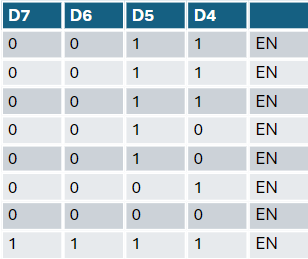 D7 D6 D5 D4
0 0 1 1 EN
0 0 1 1 EN
0 0 1 1 EN
0 0 1 0 EN
0 0 1 0 EN
0 0 0 1 EN
0 0 0 0 EN
1 1 1 1 EN